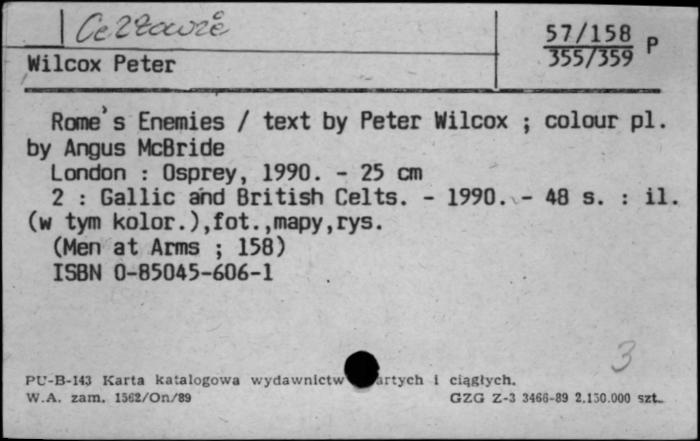 57/158 P
355/359
Wilcox Peter
Rome's Enemies / text by Peter Wilcox ; colour pl.
by Angus McBride
London : Osprey, 1990. - 25 cm
2 : Gallic and British Celts. - 1990. - 48 s. : il.
(w tym kolor.),fot.,mapy,rys.
(Men at Arms ; 158)
ISBN 0-85045-606-1
3
PU-B-143 Karta katalogowa wydawnictw artych i ciągłych.
W.A. zam. 1562/On/89 GZG Z-3 3466-89 2.150.000 szt.